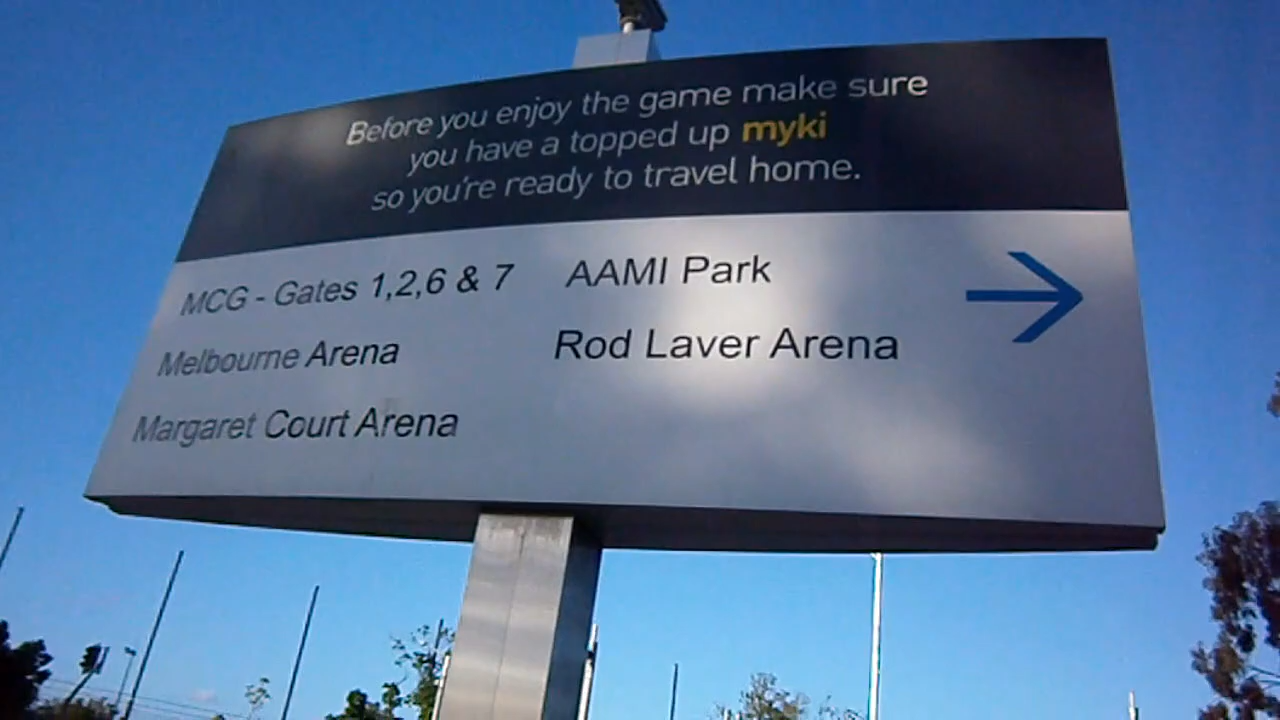 Before you enjoy the game make sure
you have a topped up myki
so you're ready to travel home.
MCG - Gates 1,2,6 & 7
Melbourne Arena
Margaret Court Arena
AAMI Park
Rod Laver Arena